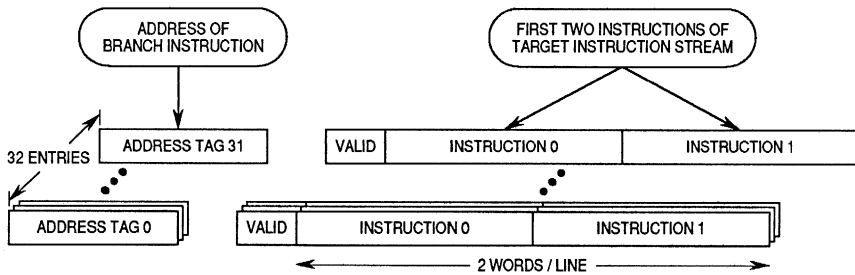 ADDRESS OF
BRANCH INSTRUCTION
FIRST TWO INSTRUCTIONS OF
TARGET INSTRUCTION STREAM
ADDRESS TAG 31
VALID
INSTRUCTION 0
INSTRUCTION 1
32 ENTRIES
ADDRESS TAG 0
VALID
INSTRUCTION 0
INSTRUCTION 1
2 WORDS / LINE